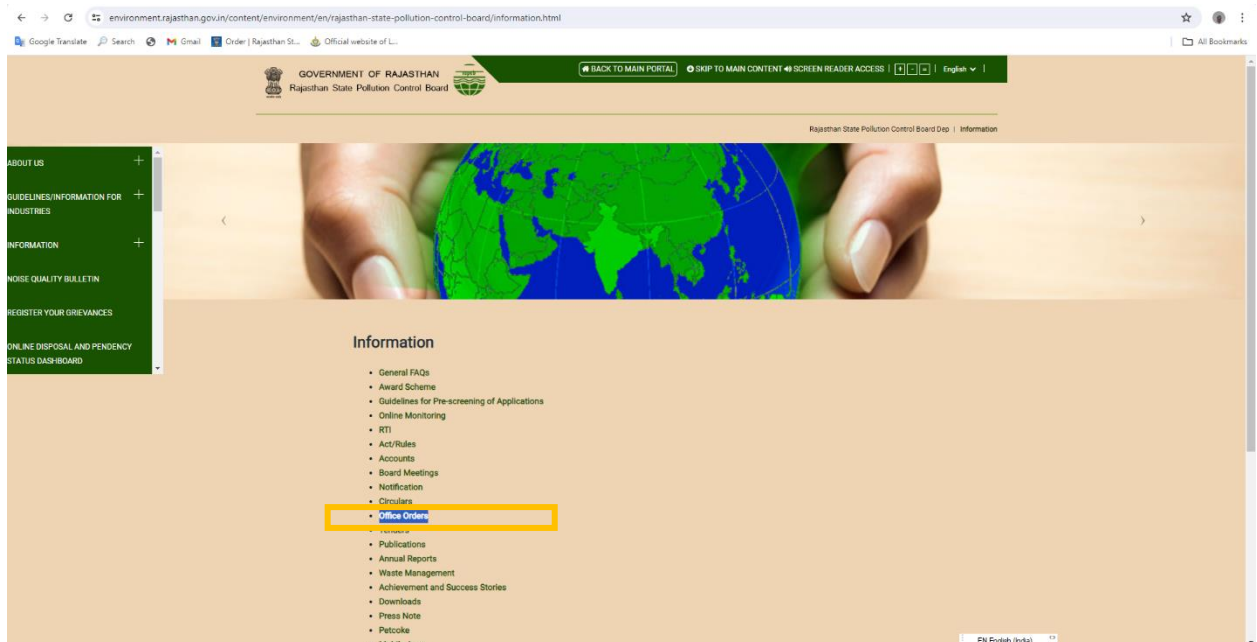 environment.rajasthan.gov.in/content/environment/en/rajasthan-state-pollution-control-board/information.html
Google Translate Search Gmail Order | Rajasthan St... Official website of L... All Bookmarks
GOVERNMENT OF RAJASTHAN
Rajasthan State Pollution Control Board
BACK TO MAIN PORTAL SKIP TO MAIN CONTENT SCREEN READER ACCESS | + - = | English |
Rajasthan State Pollution Control Board Dep | Information
ABOUT US +
GUIDELINES/INFORMATION FOR +
INDUSTRIES
INFORMATION +
NOISE QUALITY BULLETIN
REGISTER YOUR GRIEVANCES
ONLINE DISPOSAL AND PENDENCY
STATUS DASHBOARD
Information
• General FAQs
• Award Scheme
• Guidelines for Pre-screening of Applications
• Online Monitoring
• RTI
• Act/Rules
• Accounts
• Board Meetings
• Notification
• Circulars
• Office Orders
• Tenders
• Publications
• Annual Reports
• Waste Management
• Achievement and Success Stories
• Downloads
• Press Note
• Petcoke
EN English (India)